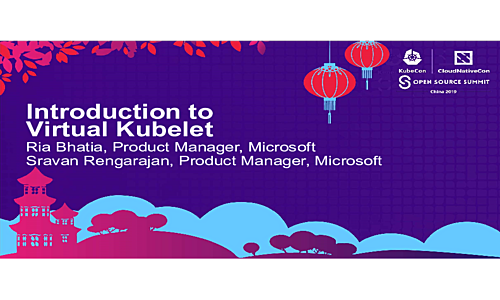 KubeCon
CloudNativeCon
OPEN SOURCE SUMMIT
China 2019
Introduction to
Virtual Kubelet
Ria Bhatia, Product Manager, Microsoft
Sravan Rengarajan, Product Manager, Microsoft